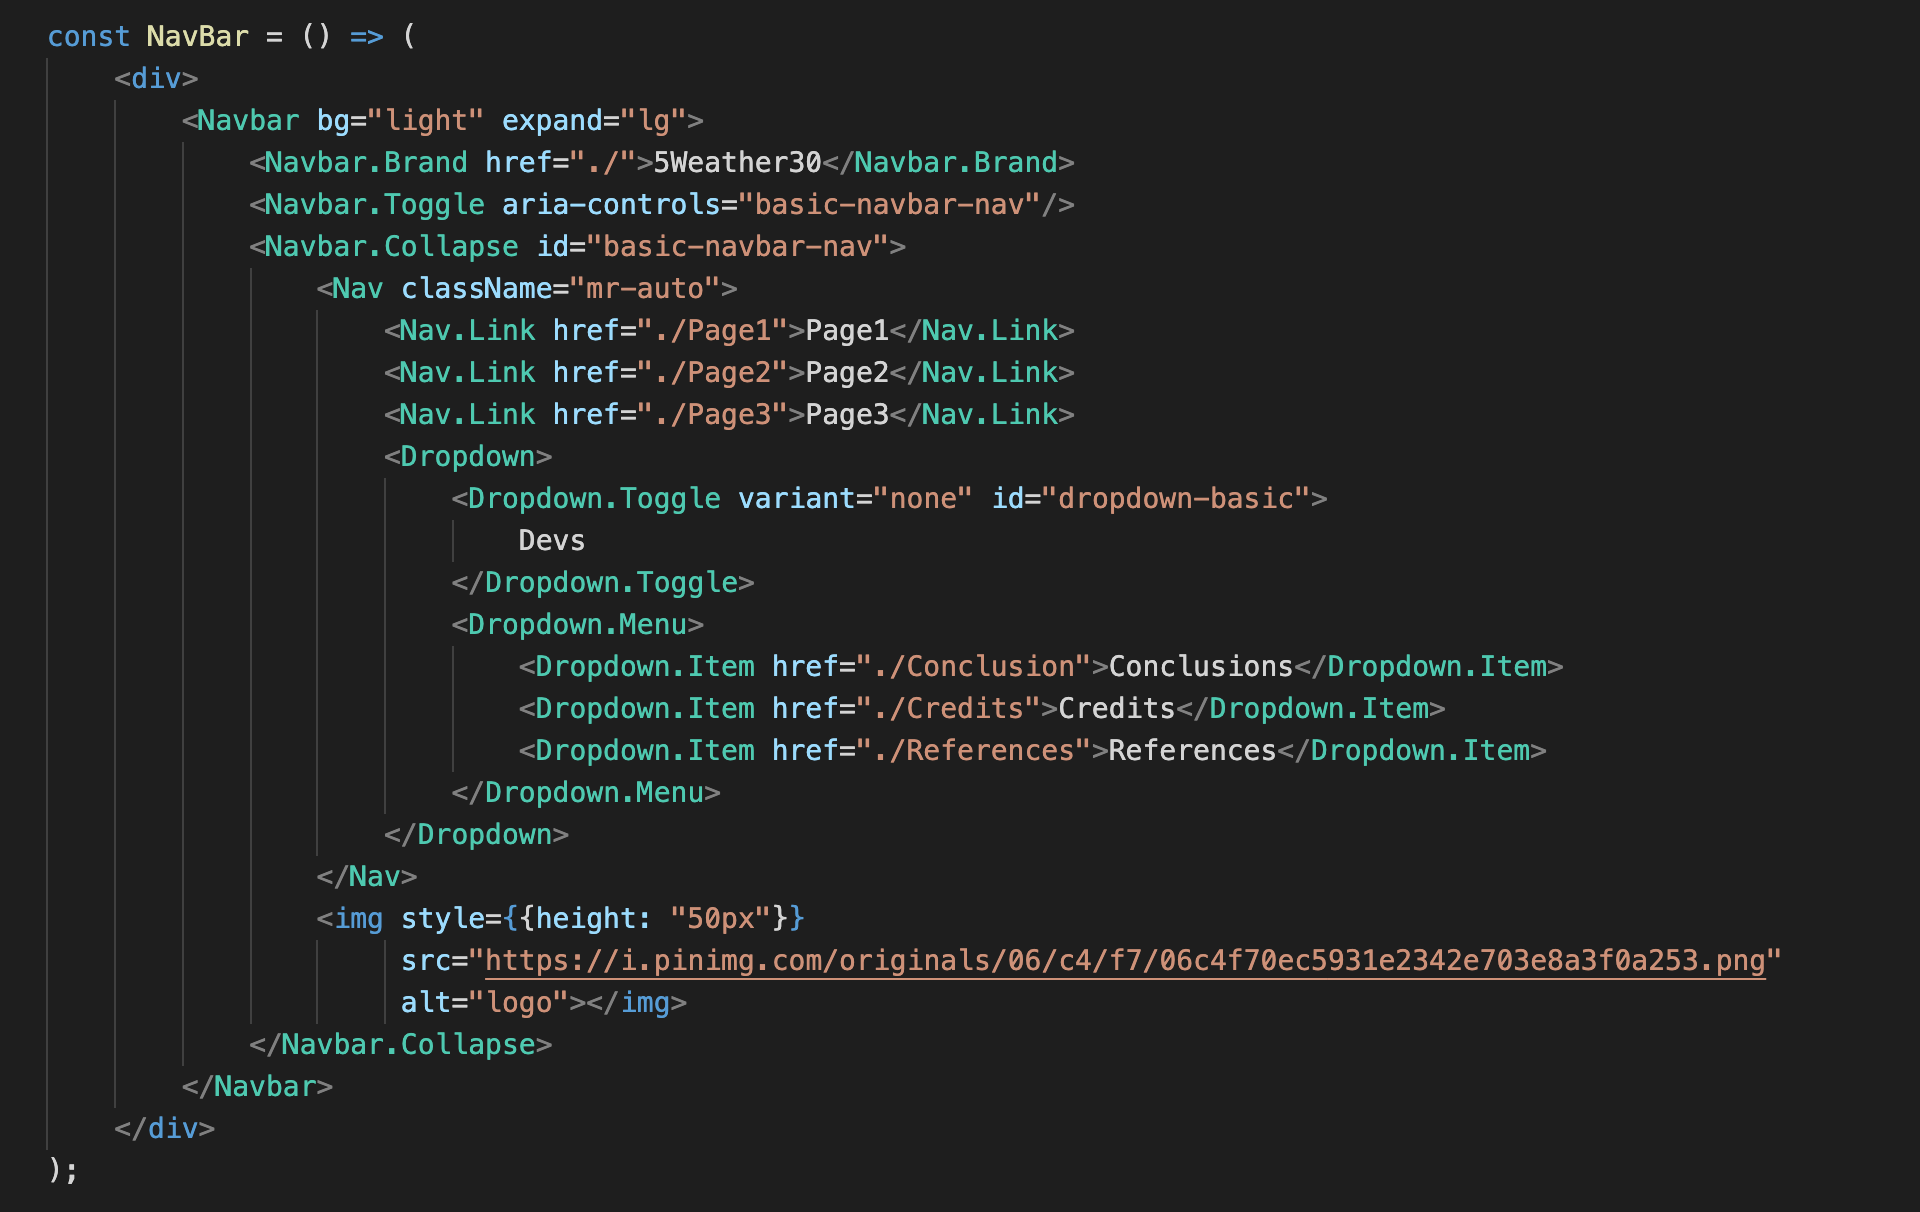 const NavBar = () => (
    <div>
        <Navbar bg="light" expand="lg">
            <Navbar.Brand href="./">5Weather30</Navbar.Brand>
            <Navbar.Toggle aria-controls="basic-navbar-nav"/>
            <Navbar.Collapse id="basic-navbar-nav">
                <Nav className="mr-auto">
                    <Nav.Link href="./Page1">Page1</Nav.Link>
                    <Nav.Link href="./Page2">Page2</Nav.Link>
                    <Nav.Link href="./Page3">Page3</Nav.Link>
                    <Dropdown>
                        <Dropdown.Toggle variant="none" id="dropdown-basic">
                            Devs
                        </Dropdown.Toggle>
                        <Dropdown.Menu>
                            <Dropdown.Item href="./Conclusion">Conclusions</Dropdown.Item>
                            <Dropdown.Item href="./Credits">Credits</Dropdown.Item>
                            <Dropdown.Item href="./References">References</Dropdown.Item>
                        </Dropdown.Menu>
                    </Dropdown>
                </Nav>
                <img style={{height: "50px"}}
                     src="https://i.pinimg.com/originals/06/c4/f7/06c4f70ec5931e2342e703e8a3f0a253.png"
                     alt="logo"></img>
            </Navbar.Collapse>
        </Navbar>
    </div>
);